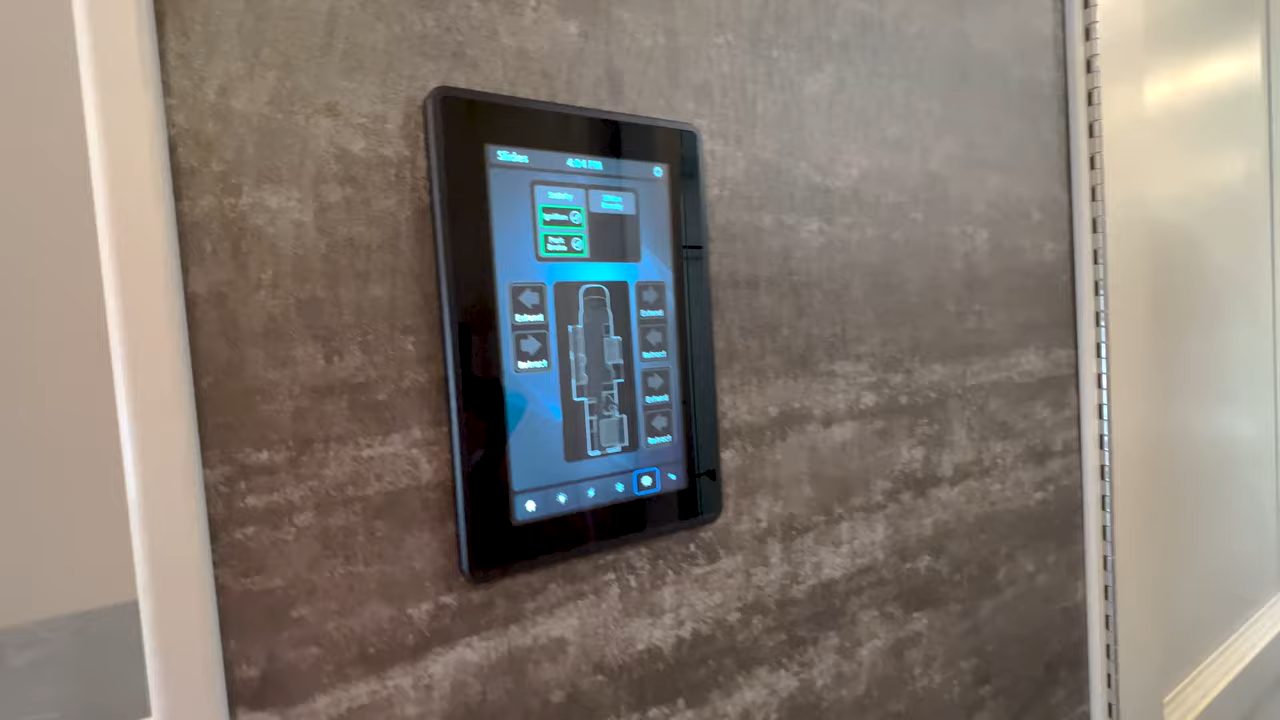 Slides
Safety
Ignition
Park
Brake
Extend
Retract
Extend
Retract
Extend
Retract